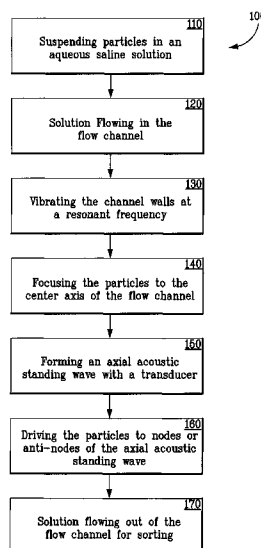 110
Suspending particles in an
aqueous saline solution
120
Solution Flowing in the
flow channel
130
Vibrating the channel walls at
a resonant frequency
140
Focusing the particles to the
center axis of the flow channel
150
Forming an axial acoustic
standing wave with a transducer
160
Driving the particles to nodes or
anti-nodes of the axial acoustic
standing wave
170
Solution flowing out of the
flow channel for sorting